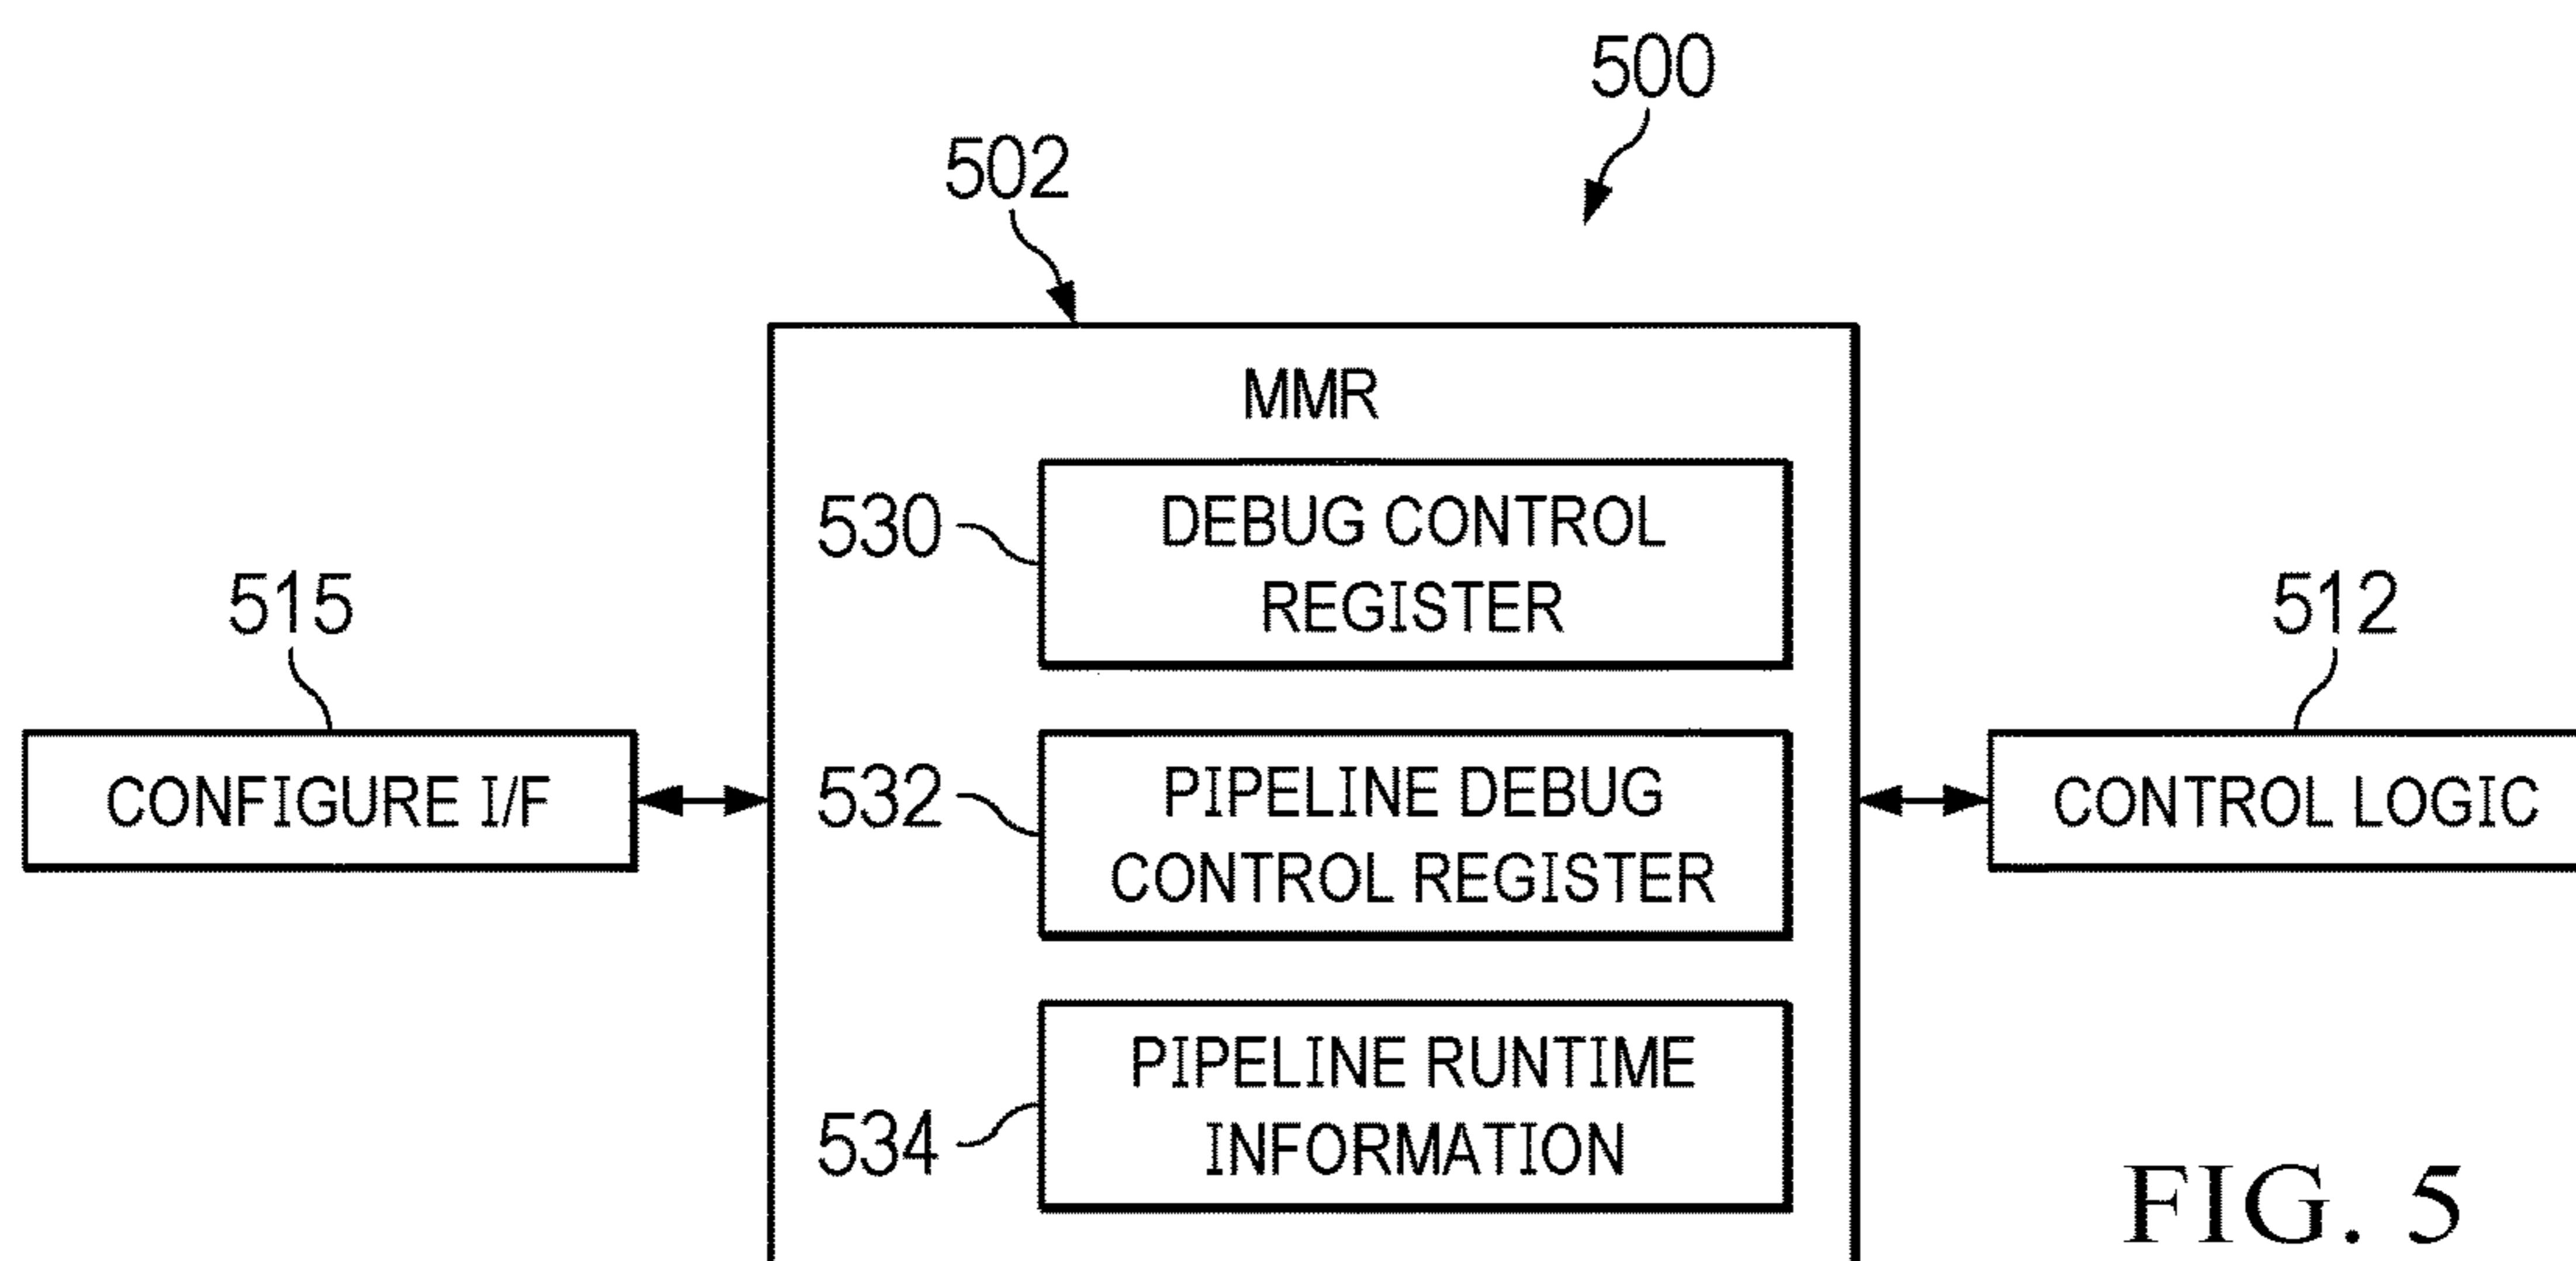 500
502
MMR
530
DEBUG CONTROL
REGISTER
515
512
CONFIGURE I/F
532
PIPELINE DEBUG
CONTROL REGISTER
CONTROL LOGIC
534
PIPELINE RUNTIME
INFORMATION
FIG. 5